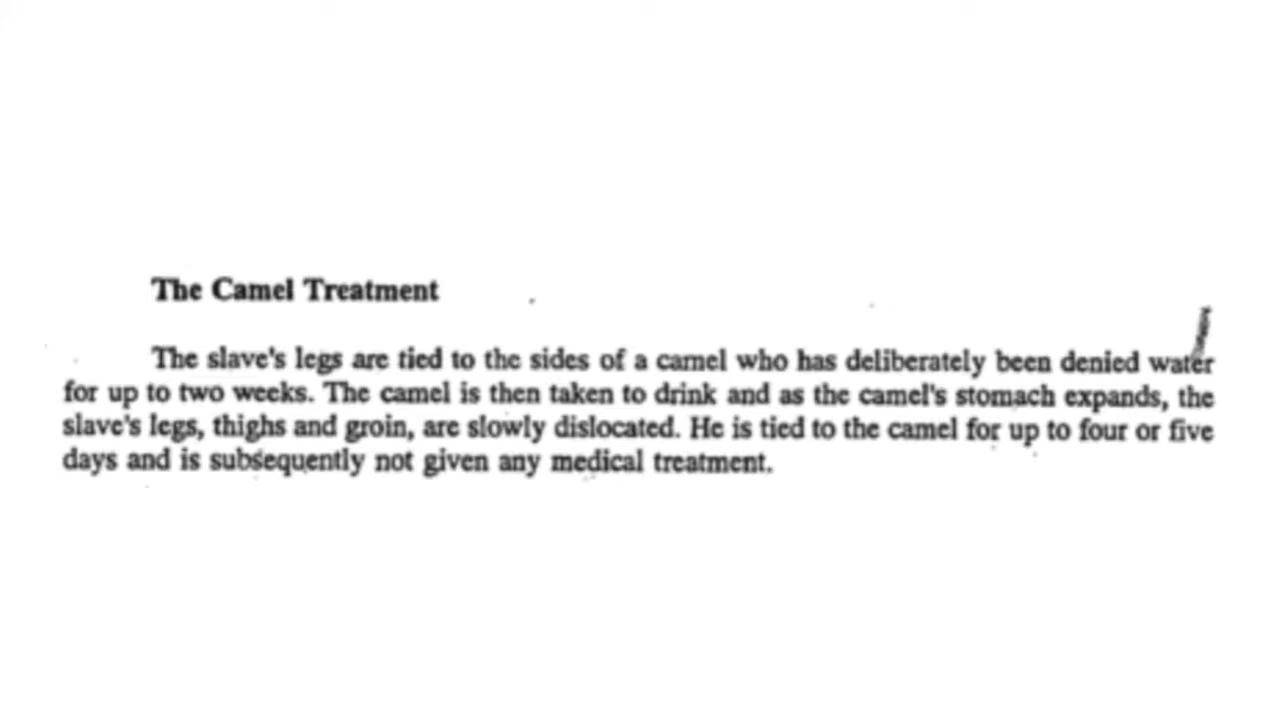 The Camel Treatment
The slave's legs are tied to the sides of a camel who has deliberately been denied water
for up to two weeks. The camel is then taken to drink and as the camel's stomach expands, the
slave's legs, thighs and groin, are slowly dislocated. He is tied to the camel for up to four or five
days and is subsequently not given any medical treatment.